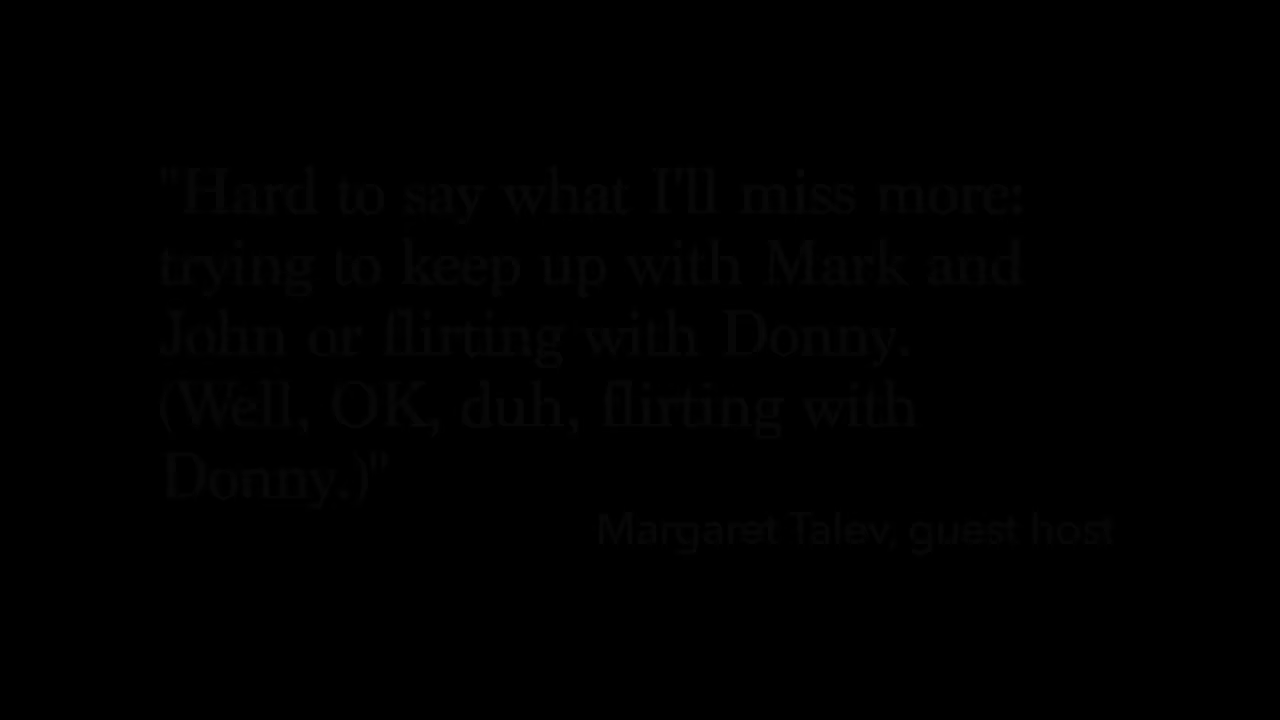 "Hard to say what I'll miss more:
trying to keep up with Mark and
John or flirting with Donny.
(Well, OK, duh, flirting with
Donny.)"
Margaret Talev, guest host